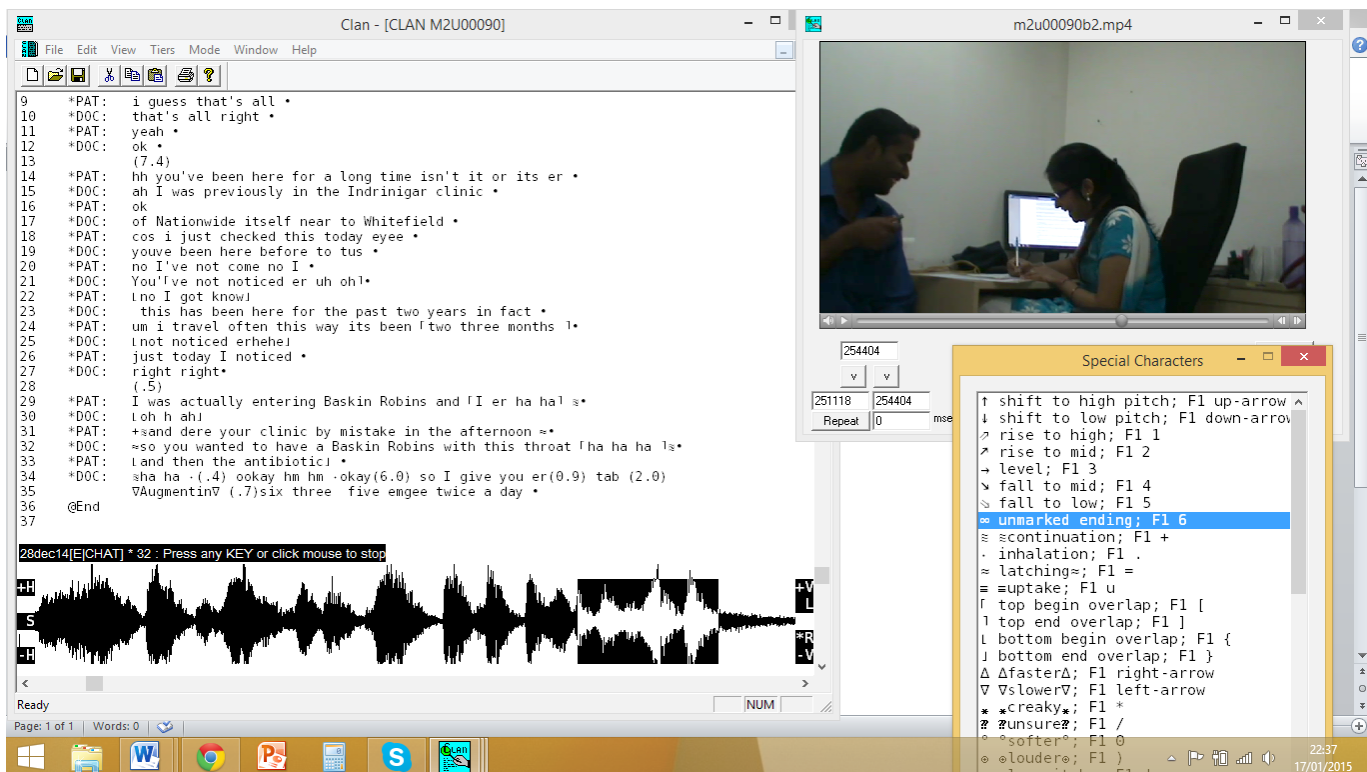 Clan - [CLAN M2U00090]
File Edit View Tiers Mode Window Help
9 *PAT: i guess that's all •
10 *DOC: that's all right •
11 *PAT: yeah •
12 *DOC: ok •
13 (7.4)
14 *PAT: hh you've been here for a long time isn't it or its er •
15 *DOC: ah I was previously in the Indrinigar clinic •
16 *PAT: ok
17 *DOC: of Nationwide itself near to Whitefield •
18 *PAT: cos i just checked this today eyee •
19 *DOC: youve been here before to tus •
20 *PAT: no I've not come no I •
21 *DOC: You'⌈ve not noticed er uh oh⌉•
22 *PAT: ⌊no I got know⌋
23 *DOC: this has been here for the past two years in fact •
24 *PAT: um i travel often this way its been ⌈two three months ⌉•
25 *DOC: ⌊not noticed erhehe⌋
26 *PAT: just today I noticed •
27 *DOC: right right•
28 (.5)
29 *PAT: I was actually entering Baskin Robins and ⌈I er ha ha⌉ ≋•
30 *DOC: ⌊oh h ah⌋
31 *PAT: +≋and dere your clinic by mistake in the afternoon ≈•
32 *DOC: ≈so you wanted to have a Baskin Robins with this throat ⌈ha ha ha ⌉≋•
33 *PAT: ⌊and then the antibiotic⌋ •
34 *DOC: ≋ha ha ∙(.4) ookay hm hm ∙okay(6.0) so I give you er(0.9) tab (2.0)
35 ∇Augmentin∇ (.7)six three five emgee twice a day •
36 @End
37
28dec14[E|CHAT] * 32 : Press any KEY or click mouse to stop
+H
S
-H
+V
L
*R
-V
Ready
NUM
Page: 1 of 1 Words: 0
m2u00090b2.mp4
254404
v v
251118 254404
Repeat 0 mse
Special Characters
↑ shift to high pitch; F1 up-arrow
↓ shift to low pitch; F1 down-arrow
⇗ rise to high; F1 1
↗ rise to mid; F1 2
→ level; F1 3
↘ fall to mid; F1 4
⇘ fall to low; F1 5
∞ unmarked ending; F1 6
≋ ≋continuation; F1 +
∙ inhalation; F1 .
≈ latching≈; F1 =
≡ ≡uptake; F1 u
⌈ top begin overlap; F1 [
⌉ top end overlap; F1 ]
⌊ bottom begin overlap; F1 {
⌋ bottom end overlap; F1 }
∆ ∆faster∆; F1 right-arrow
∇ ∇slower∇; F1 left-arrow
⁎ ⁎creaky⁎; F1 *
⁇ ⁇unsure⁇; F1 /
° °softer°; F1 0
◉ ◉louder◉; F1 )
22:37
17/01/2015